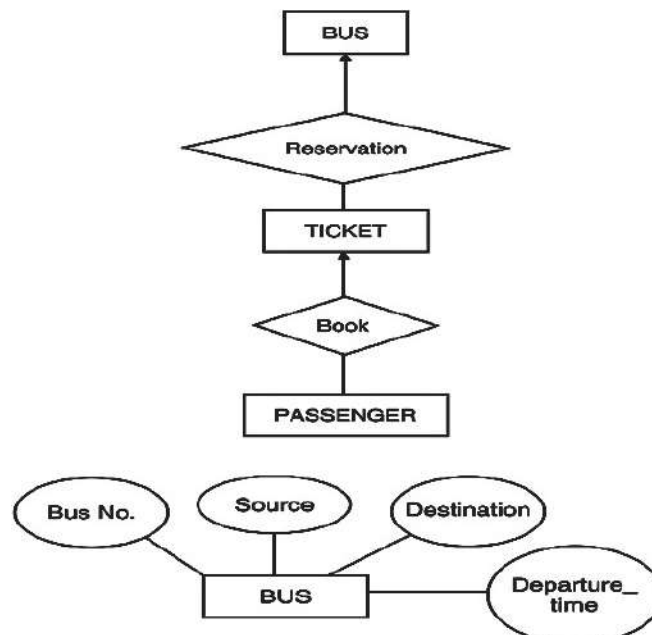 BUS
Reservation
TICKET
Book
PASSENGER
Bus No.
Source
Destination
BUS
Departure_
time